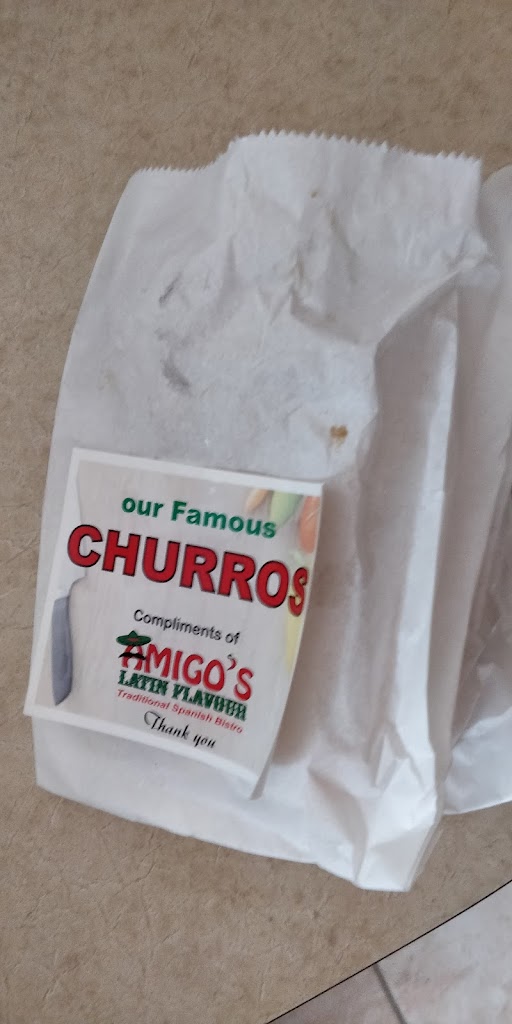 our Famous
CHURROS
Compliments of
AMIGO'S
LATIN FLAVOUR
Traditional Spanish Bistro
Thank you